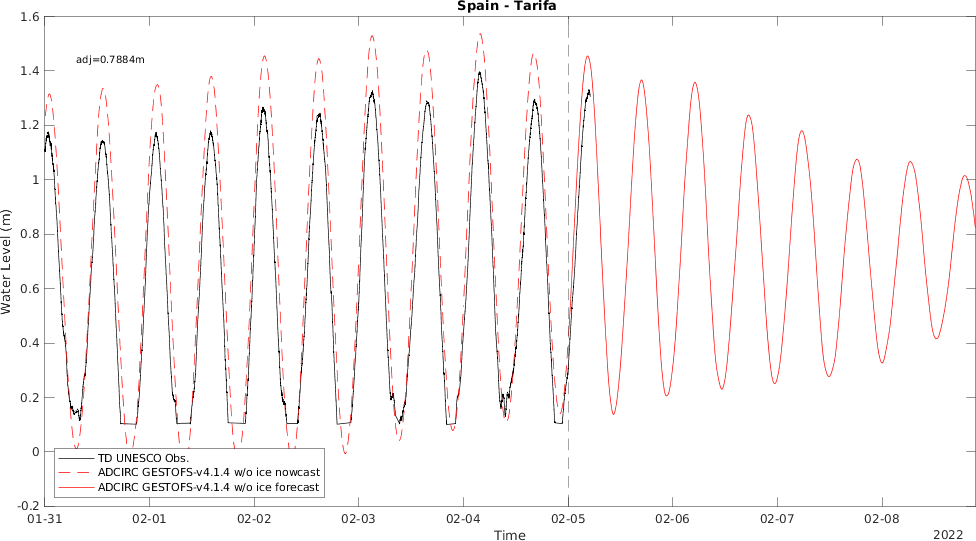 Spain - Tarifa
adj=0.7884m
Water Level (m)
1.6
1.4
1.2
1
0.8
0.6
0.4
0.2
0
-0.2
TD UNESCO Obs.
ADCIRC GESTOFS-v4.1.4 w/o ice nowcast
ADCIRC GESTOFS-v4.1.4 w/o ice forecast
01-31 02-01 02-02 02-03 02-04 02-05 02-06 02-07 02-08
Time
2022